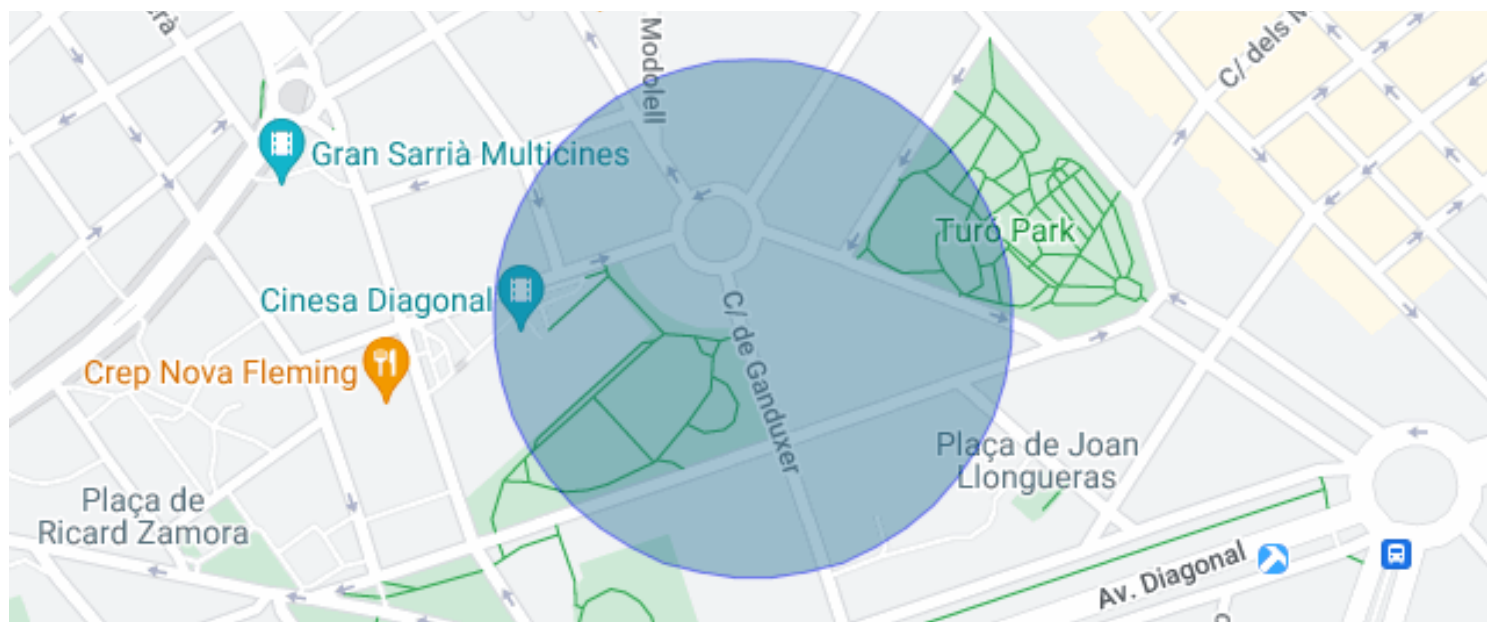 Modolell
C/ dels M
Gran Sarrià Multicines
Turó Park
Cinesa Diagonal
C/ de Ganduxer
Crep Nova Fleming
Plaça de Joan
Llongueras
Plaça de
Ricard Zamora
Av. Diagonal